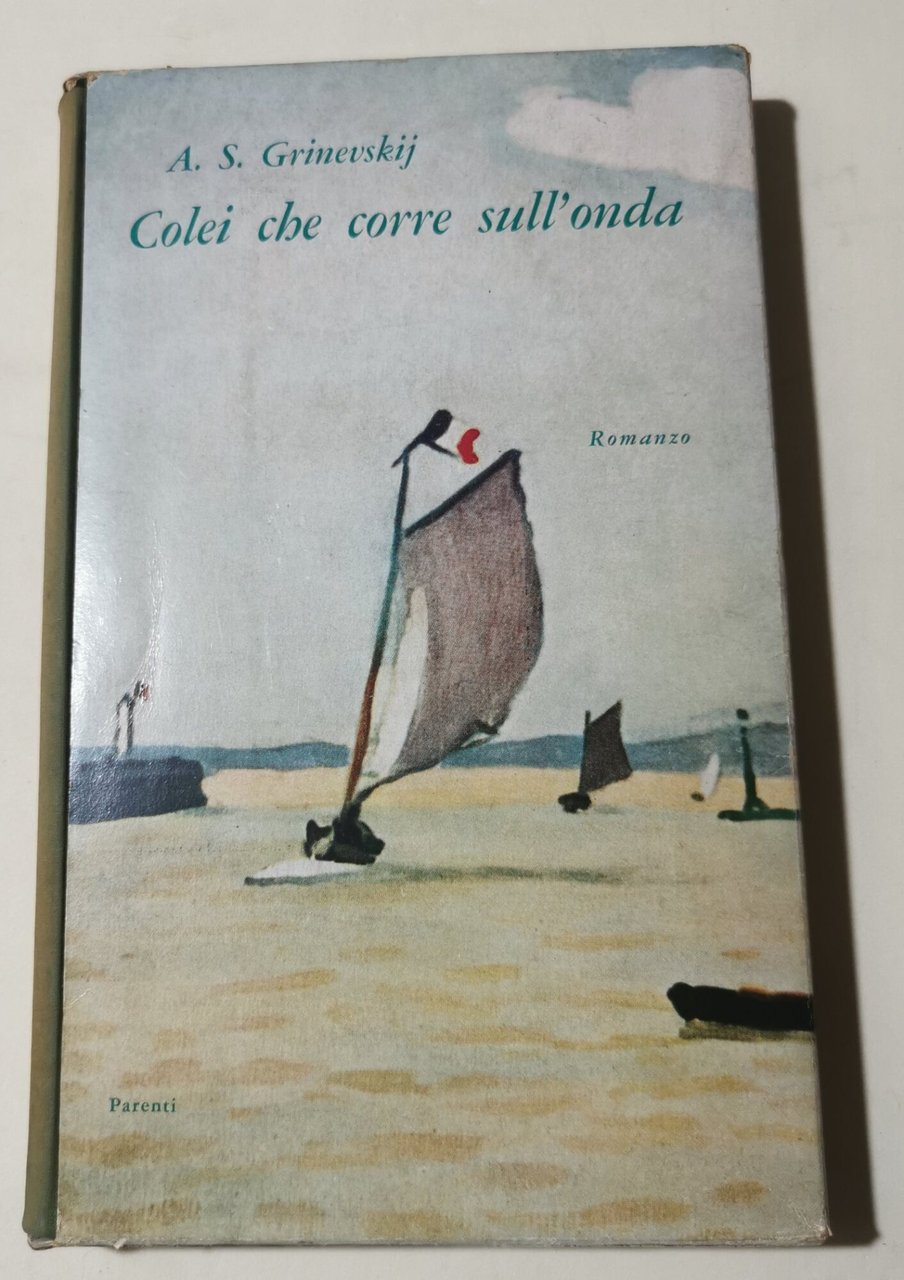 A. S. Grinevskij
Colei che corre sull'onda
Romanzo
Parenti